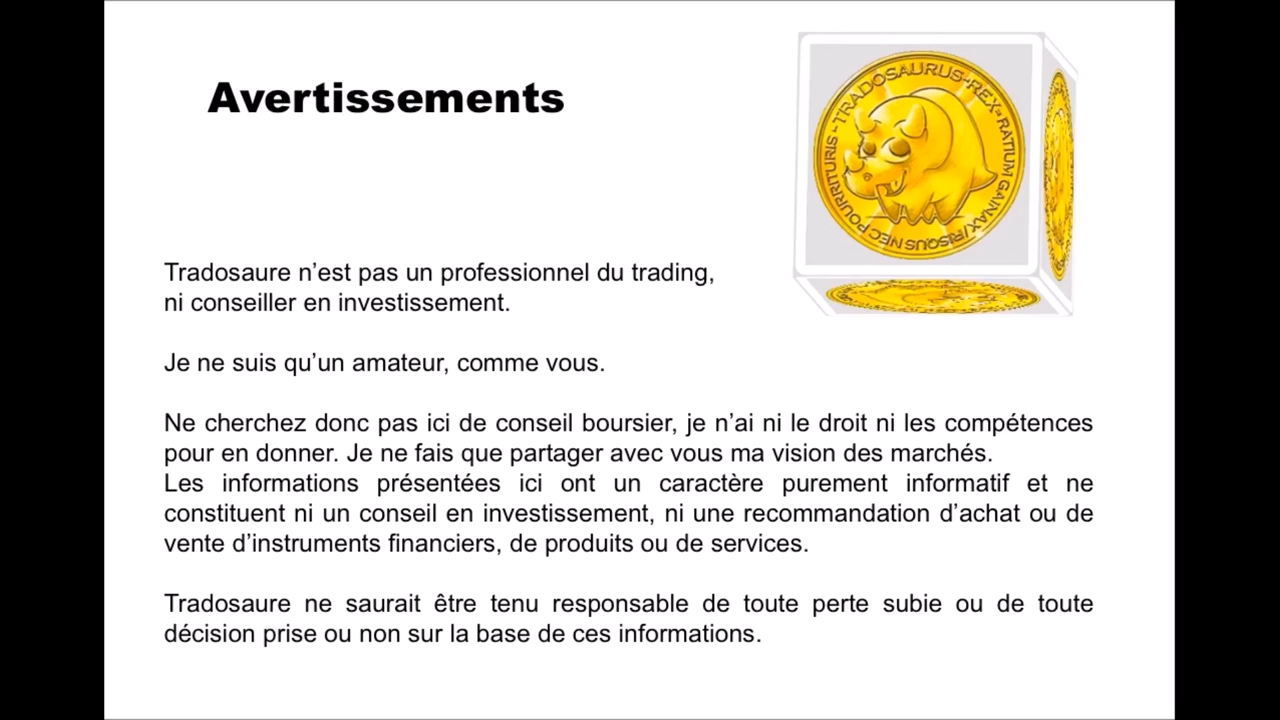 Avertissements
TRADOSAURUS-REX-RATIUM GAINAX/RISQUS NEC POURRITURIS -
Tradosaure n’est pas un professionnel du trading,
ni conseiller en investissement.
Je ne suis qu’un amateur, comme vous.
Ne cherchez donc pas ici de conseil boursier, je n’ai ni le droit ni les compétences
pour en donner. Je ne fais que partager avec vous ma vision des marchés.
Les informations présentées ici ont un caractère purement informatif et ne
constituent ni un conseil en investissement, ni une recommandation d’achat ou de
vente d’instruments financiers, de produits ou de services.
Tradosaure ne saurait être tenu responsable de toute perte subie ou de toute
décision prise ou non sur la base de ces informations.